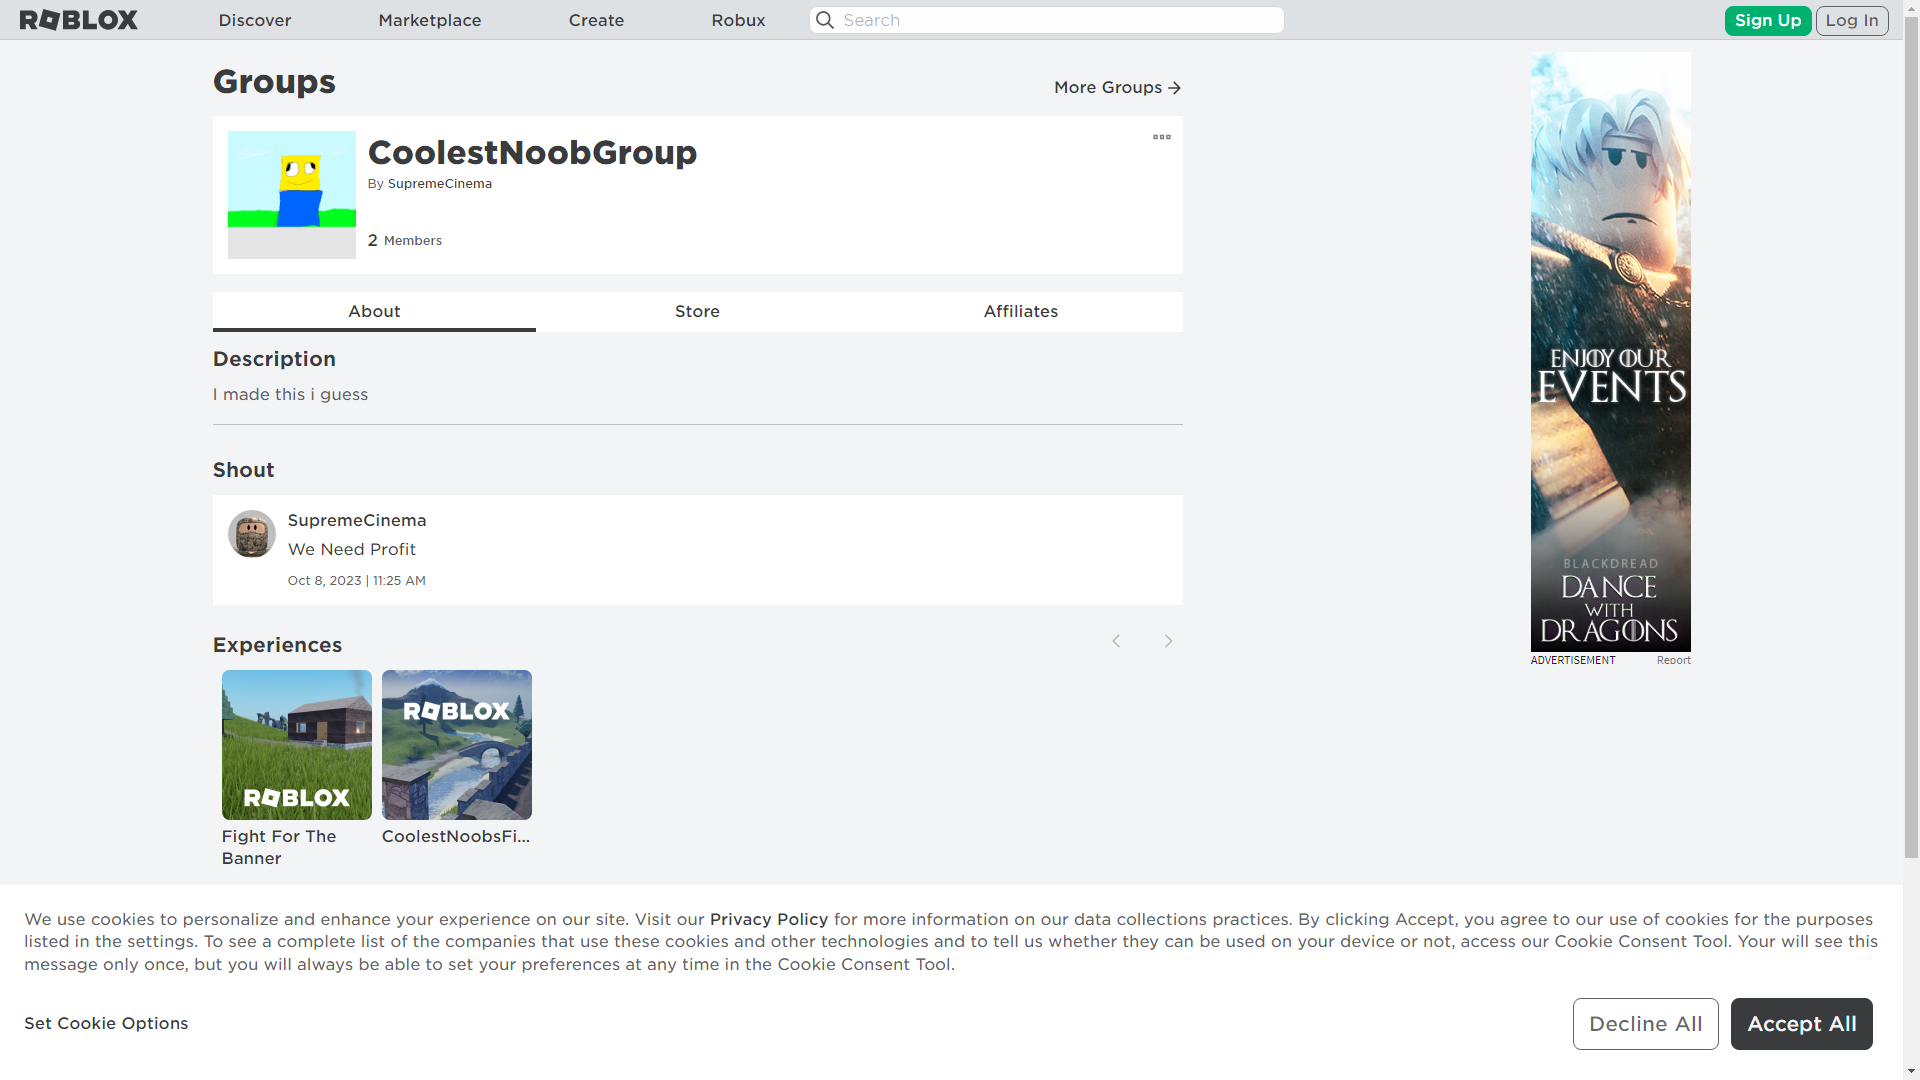 ROBLOX
Discover
Marketplace
Create
Robux
Search
Sign Up
Log In
Groups
More Groups
CoolestNoobGroup
By SupremeCinema
2 Members
About
Store
Affiliates
Description
I made this i guess
Shout
SupremeCinema
We Need Profit
Oct 8, 2023 | 11:25 AM
Experiences
ROBLOX
ROBLOX
Fight For The
Banner
CoolestNoobsFi...
ENJOY OUR
EVENTS
BLACKDREAD
DANCE
WITH
DRAGONS
ADVERTISEMENT
Report
We use cookies to personalize and enhance your experience on our site. Visit our Privacy Policy for more information on our data collections practices. By clicking Accept, you agree to our use of cookies for the purposes
listed in the settings. To see a complete list of the companies that use these cookies and other technologies and to tell us whether they can be used on your device or not, access our Cookie Consent Tool. Your will see this
message only once, but you will always be able to set your preferences at any time in the Cookie Consent Tool.
Set Cookie Options
Decline All
Accept All